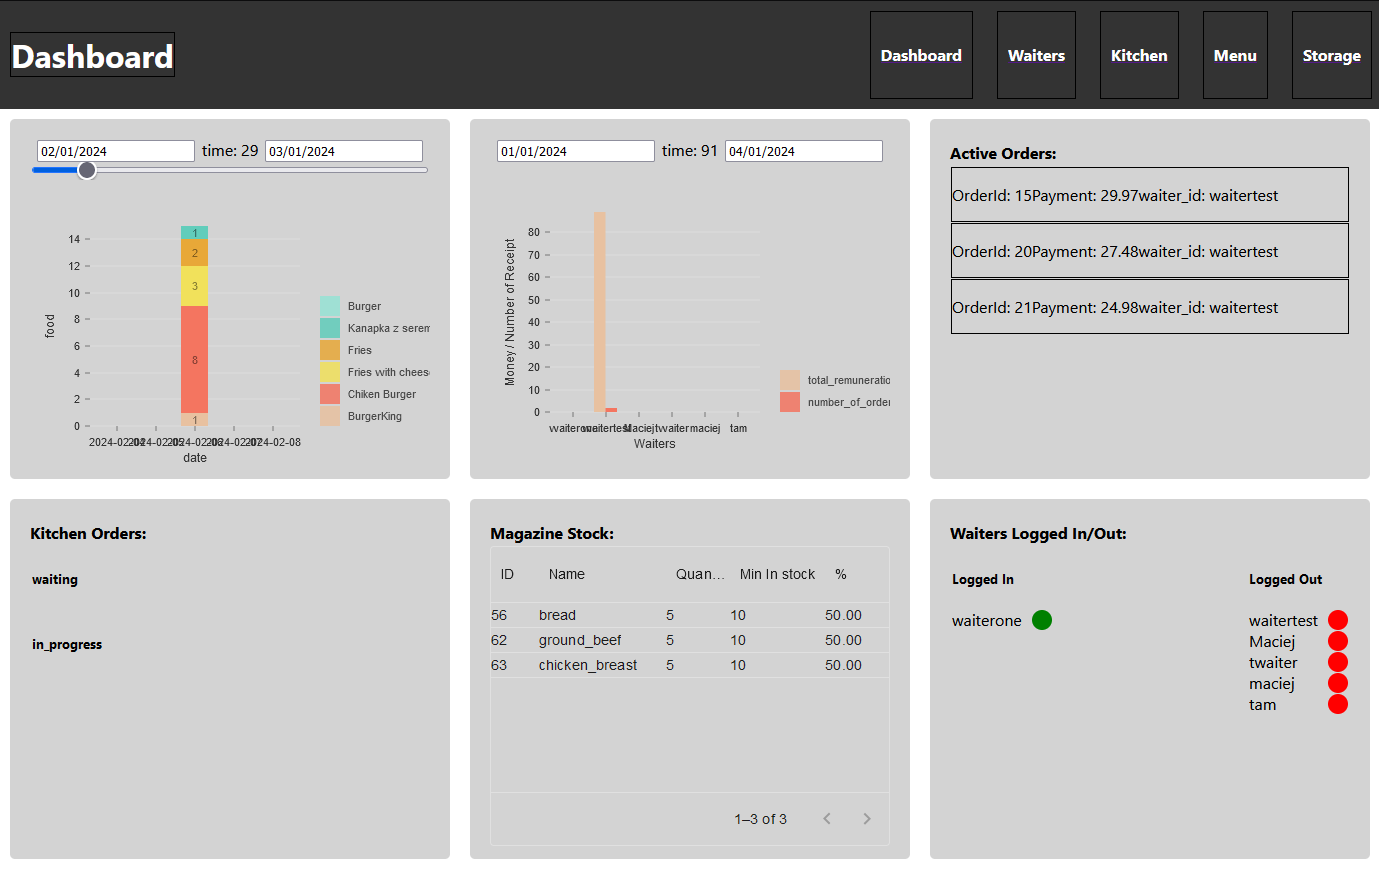 Dashboard
Dashboard Waiters Kitchen Menu Storage
02/01/2024 time: 29 03/01/2024
food
14
12
10
8
6
4
2
0
1
2
3
8
1
2024-02-04 2024-02-05 2024-02-06 2024-02-07 2024-02-08
date
Burger
Kanapka z serem
Fries
Fries with chees
Chiken Burger
BurgerKing
01/01/2024 time: 91 04/01/2024
Money / Number of Receipt
80
70
60
50
40
30
20
10
0
waiterone waitertest Maciej twaiter maciej tam
Waiters
total_remuneratio
number_of_order
Active Orders:
OrderId: 15Payment: 29.97waiter_id: waitertest
OrderId: 20Payment: 27.48waiter_id: waitertest
OrderId: 21Payment: 24.98waiter_id: waitertest
Kitchen Orders:
waiting
in_progress
Magazine Stock:
ID Name Quan... Min In stock %
56 bread 5 10 50.00
62 ground_beef 5 10 50.00
63 chicken_breast 5 10 50.00
1–3 of 3
Waiters Logged In/Out:
Logged In
waiterone
Logged Out
waitertest
Maciej
twaiter
maciej
tam